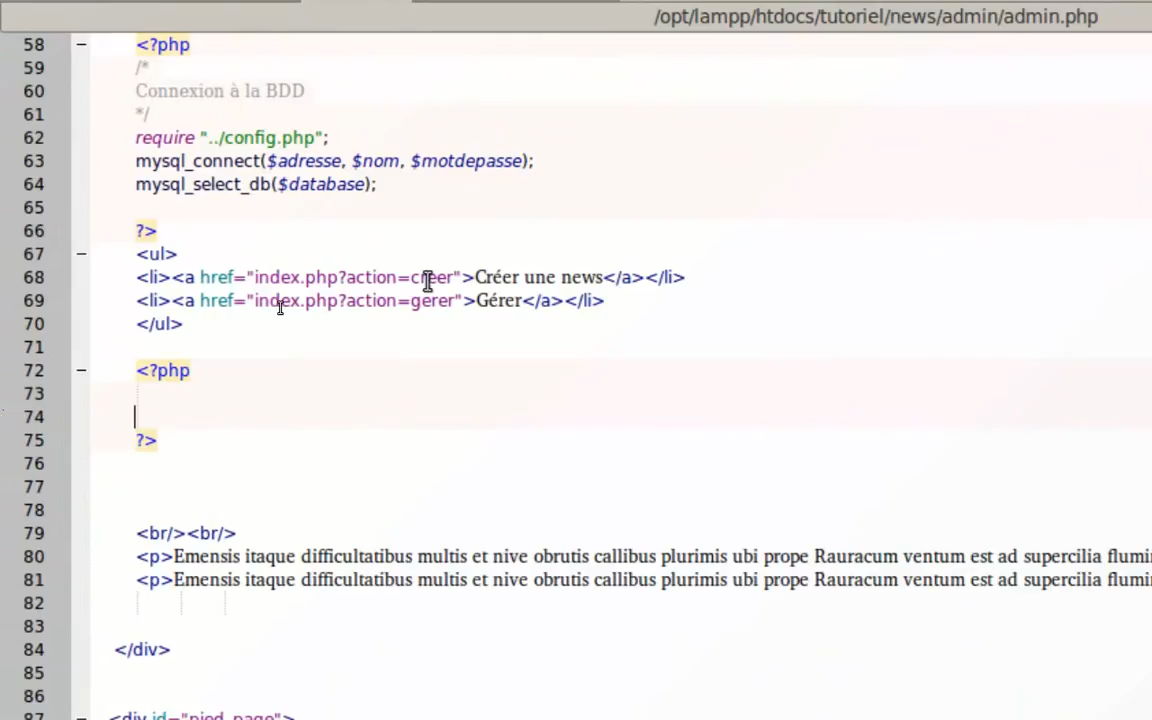 /opt/lampp/htdocs/tutoriel/news/admin/admin.php
58 <?php
59 /*
60 Connexion à la BDD
61 */
62 require "../config.php";
63 mysql_connect($adresse, $nom, $motdepasse);
64 mysql_select_db($database);
65
66 ?>
67 <ul>
68 <li><a href="index.php?action=creer">Créer une news</a></li>
69 <li><a href="index.php?action=gerer">Gérer</a></li>
70 </ul>
71
72 <?php
73
74
75 ?>
76
77
78
79 <br/><br/>
80 <p>Emensis itaque difficultatibus multis et nive obrutis callibus plurimis ubi prope Rauracum ventum est ad supercilia flumi
81 <p>Emensis itaque difficultatibus multis et nive obrutis callibus plurimis ubi prope Rauracum ventum est ad supercilia flumi
82
83
84 </div>
85
86
87 <div id="pied_page">